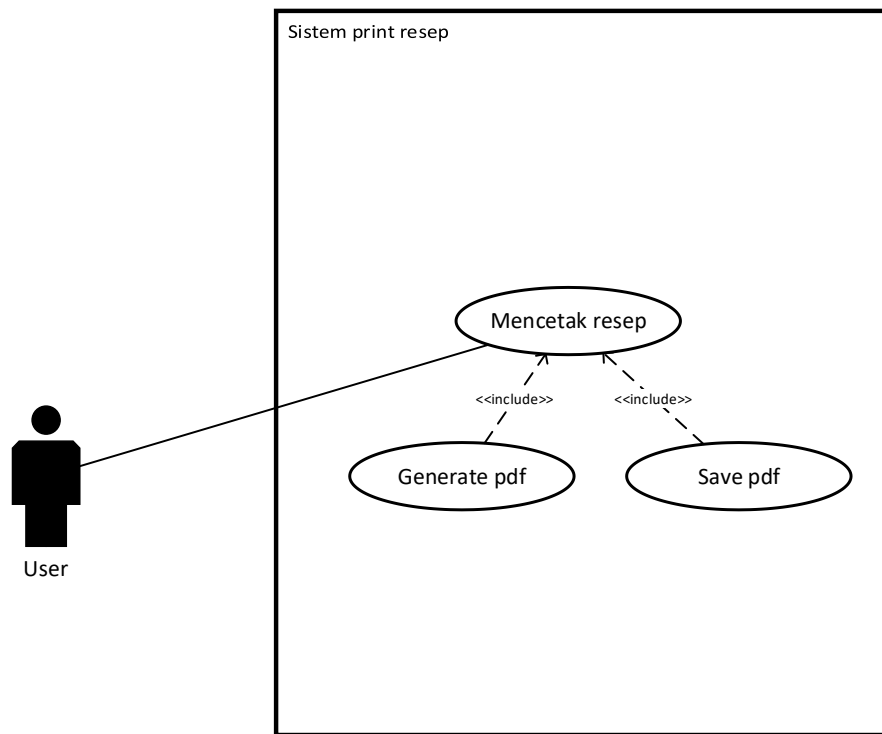 Sistem print resep
Mencetak resep
<<include>>
<<include>>
Generate pdf
Save pdf
User